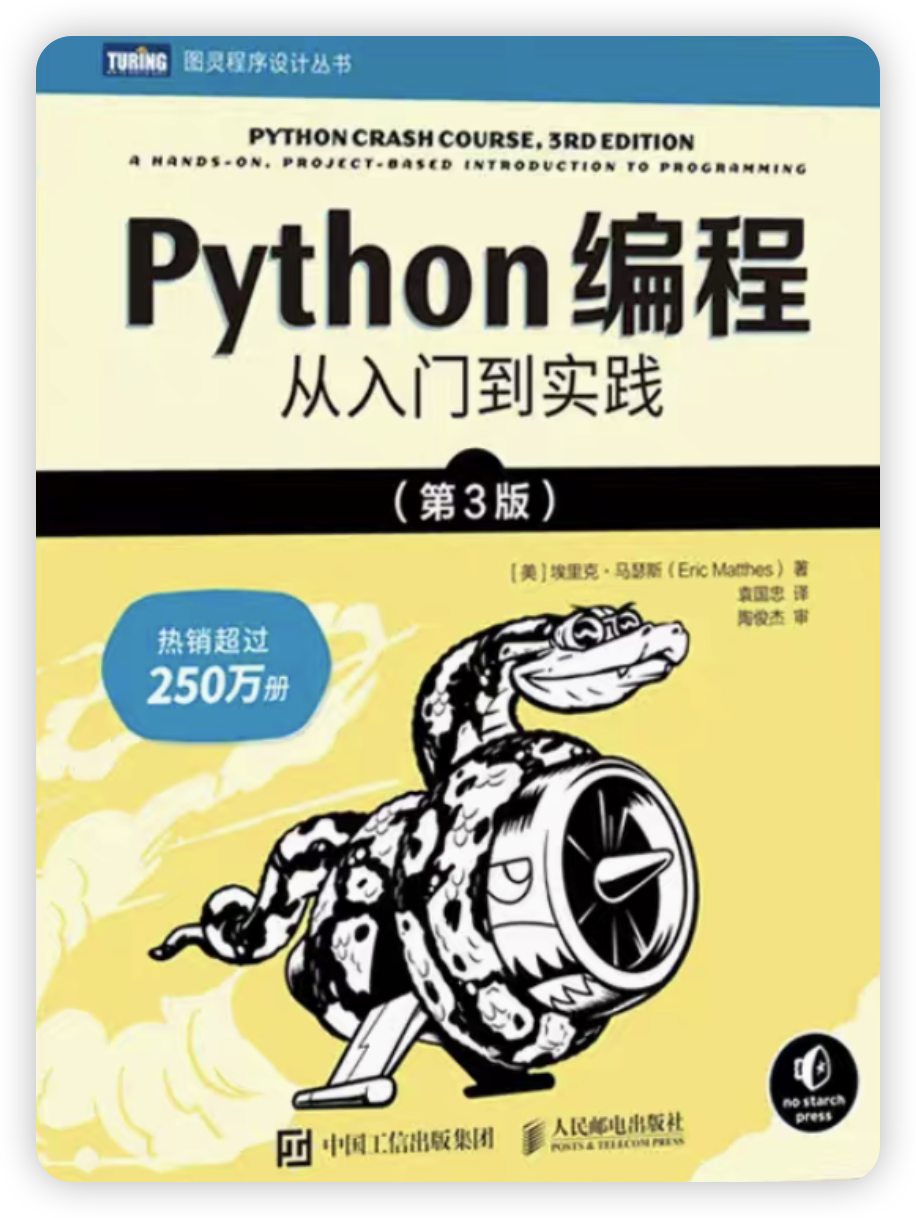 TURING 图灵程序设计丛书
PYTHON CRASH COURSE, 3RD EDITION
A HANDS-ON, PROJECT-BASED INTRODUCTION TO PROGRAMMING
Python编程
从入门到实践
（第3版）
[美]埃里克·马瑟斯（Eric Matthes）著
袁国忠 译
陶俊杰 审
热销超过
250万册
no starch
press
中国工信出版集团
人民邮电出版社
POSTS & TELECOM PRESS